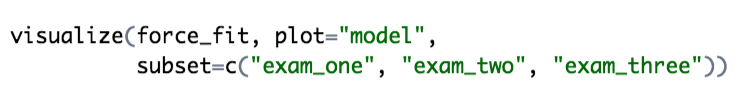 visualize(force_fit, plot="model",
          subset=c("exam_one", "exam_two", "exam_three"))